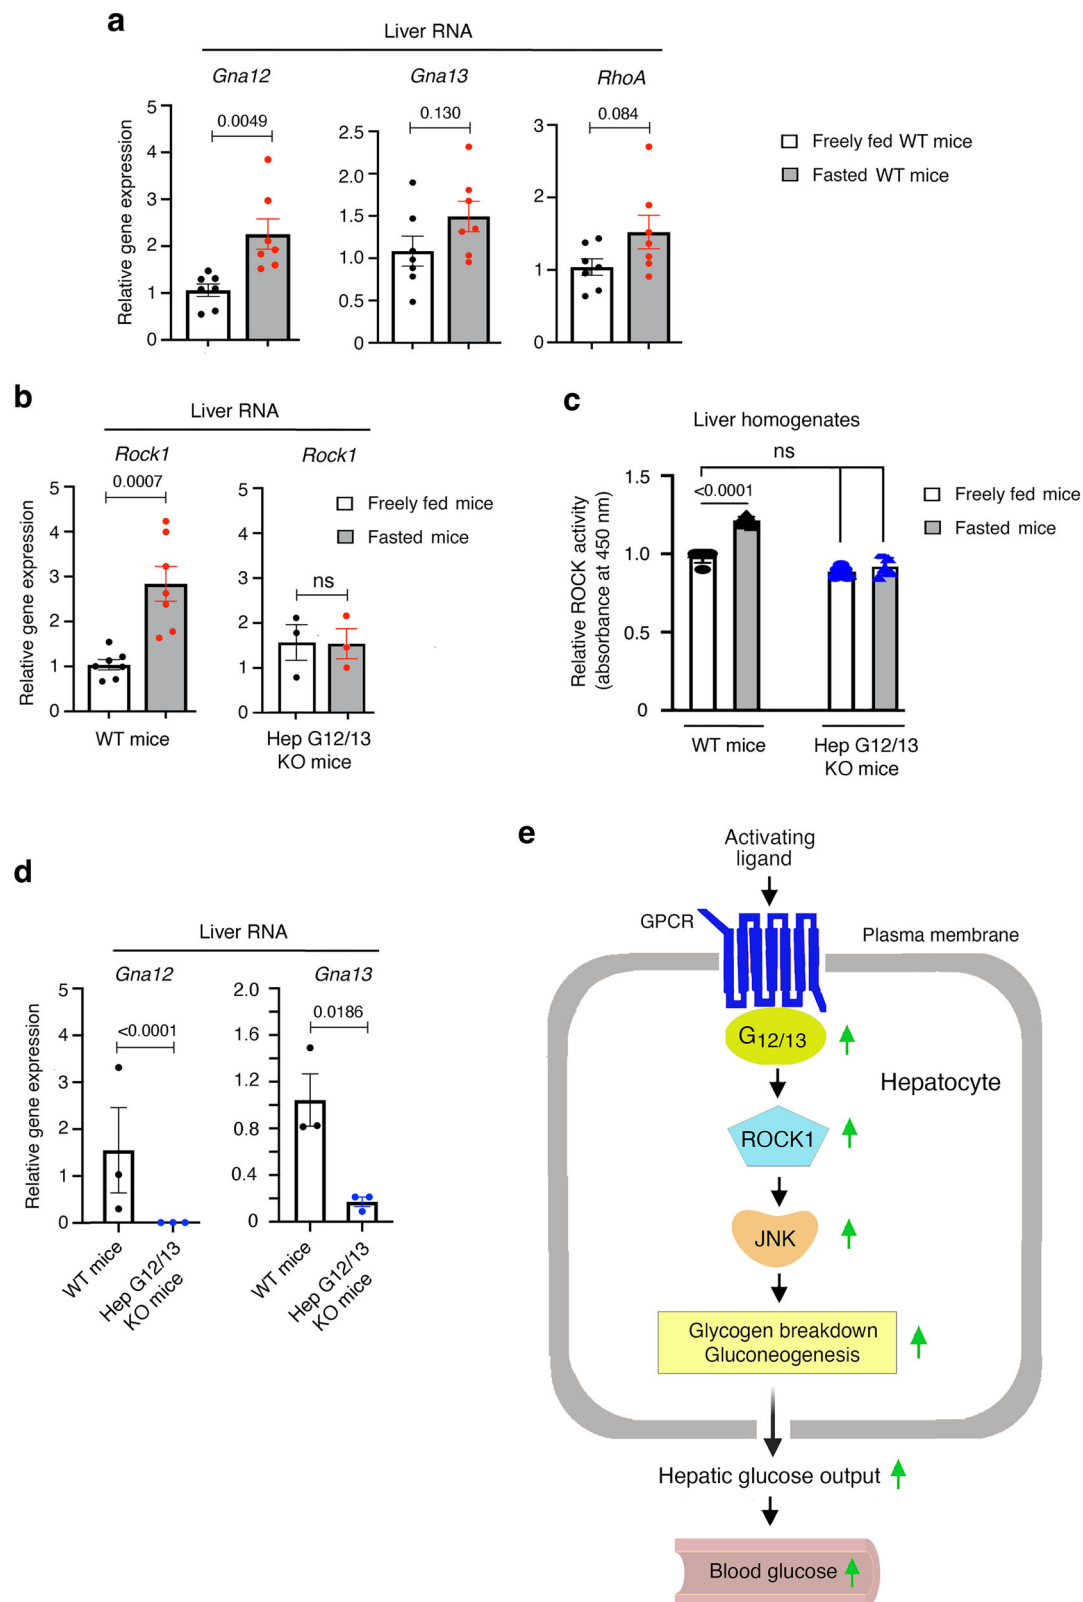 a
Liver RNA
Gna12
Gna13
RhoA
0.0049
0.130
0.084
Relative gene expression
5
4
3
2
1
0
2.5
2.0
1.5
1.0
0.5
0
3
2
1
0
Freely fed WT mice
Fasted WT mice
b
Liver RNA
Rock1
Rock1
0.0007
ns
Relative gene expression
5
4
3
2
1
0
5
4
3
2
1
0
Freely fed mice
Fasted mice
WT mice
Hep G12/13
KO mice
c
Liver homogenates
ns
<0.0001
Relative ROCK activity
(absorbance at 450 nm)
1.5
1.0
0.5
0
Freely fed mice
Fasted mice
WT mice
Hep G12/13
KO mice
d
Liver RNA
Gna12
Gna13
<0.0001
0.0186
Relative gene expression
5
4
3
2
1
0
2.0
1.6
1.2
0.8
0.4
0
WT mice
Hep G12/13
KO mice
WT mice
Hep G12/13
KO mice
e
Activating
ligand
GPCR
Plasma membrane
G12/13
Hepatocyte
ROCK1
JNK
Glycogen breakdown
Gluconeogenesis
Hepatic glucose output
Blood glucose